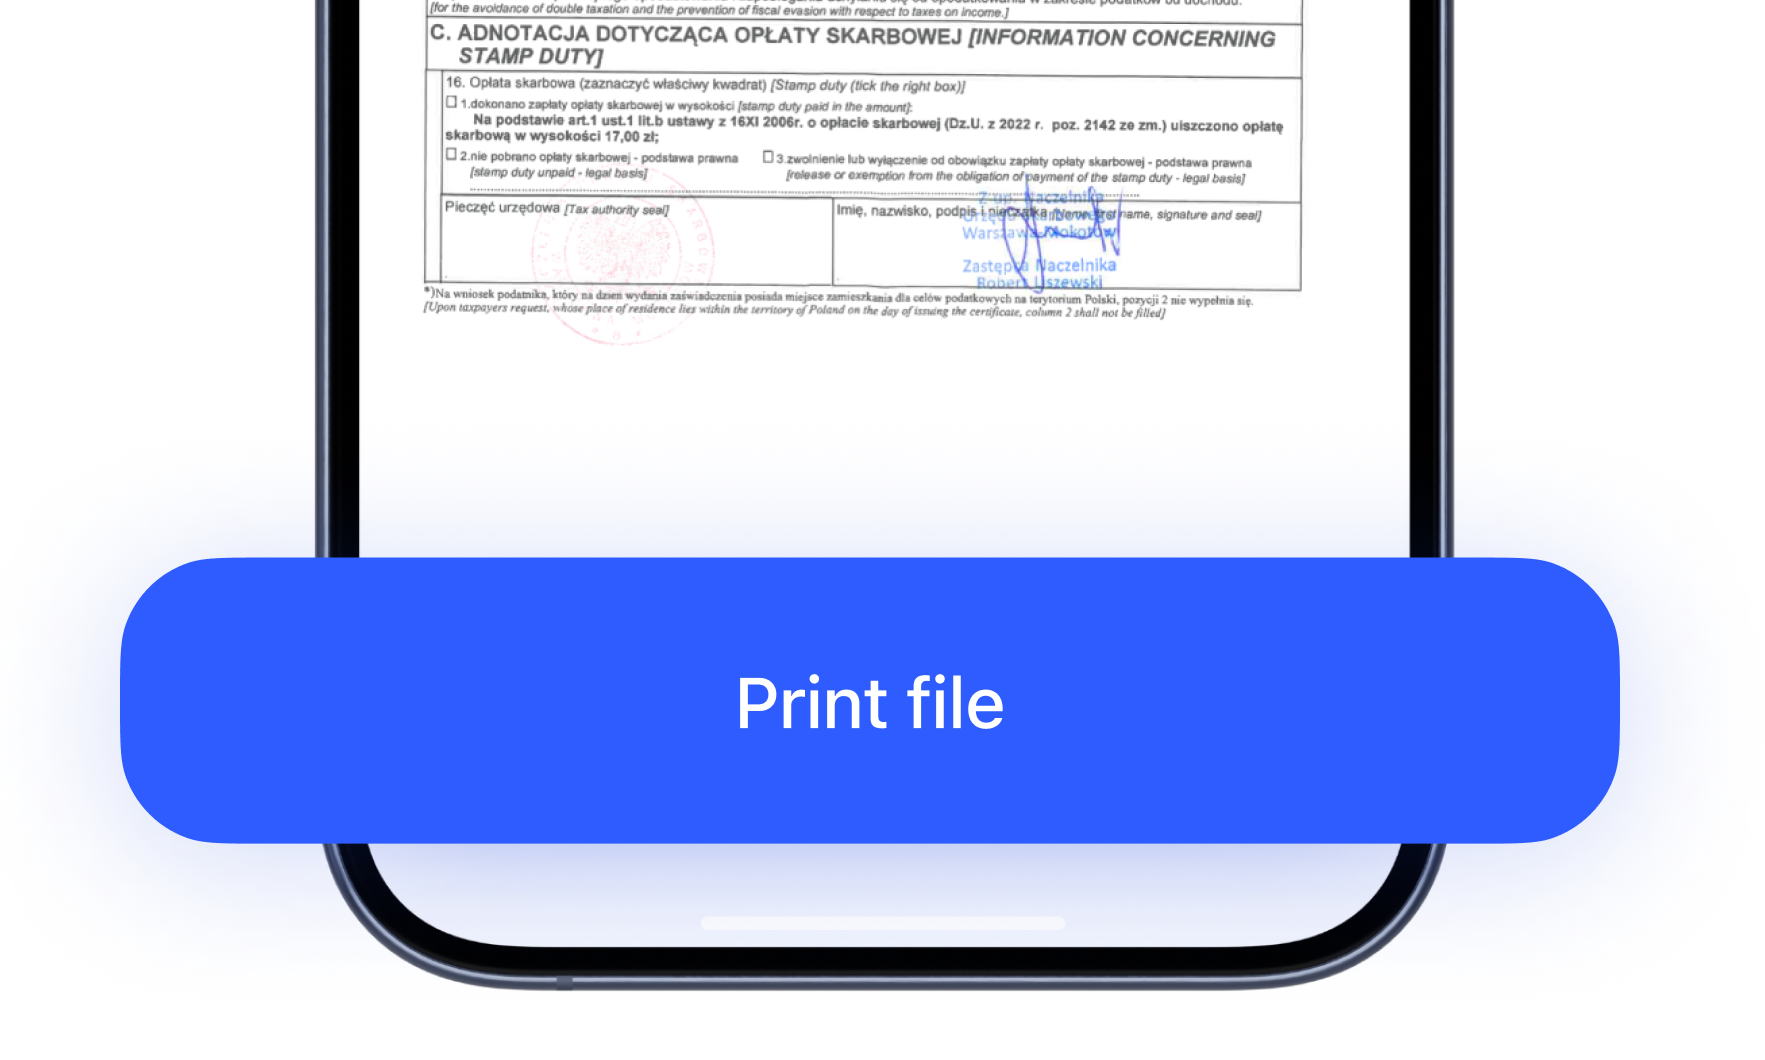 [for the avoidance of double taxation and the prevention of fiscal evasion with respect to taxes on income.]
C. ADNOTACJA DOTYCZĄCA OPŁATY SKARBOWEJ [INFORMATION CONCERNING
STAMP DUTY]
16. Opłata skarbowa (zaznaczyć właściwy kwadrat) [Stamp duty (tick the right box)]
1.dokonano zapłaty opłaty skarbowej w wysokości [stamp duty paid in the amount]:
Na podstawie art.1 ust.1 lit.b ustawy z 16XI 2006r. o opłacie skarbowej (Dz.U. z 2022 r. poz. 2142 ze zm.) uiszczono opłatę
skarbową w wysokości 17,00 zł;
2.nie pobrano opłaty skarbowej - podstawa prawna
[stamp duty unpaid - legal basis]
3.zwolnienie lub wyłączenie od obowiązku zapłaty opłaty skarbowej - podstawa prawna
[release or exemption from the obligation of payment of the stamp duty - legal basis]
Pieczęć urzędowa [Tax authority seal]
Imię, nazwisko, podpis i pieczątka name, signature and seal]
Z up. Naczelnika
Urzędu Skarbowego
Warszawa-Mokotów
Zastępca Naczelnika
Robert
*)Na wniosek podatnika, który na dzień wydania zaświadczenia posiada miejsce zamieszkania dla celów podatkowych na terytorium Polski, pozycji 2 nie wypełnia się.
[Upon taxpayers request, whose place of residence lies within the territory of Poland on the day of issuing the certificate, column 2 shall not be filled]
Print file